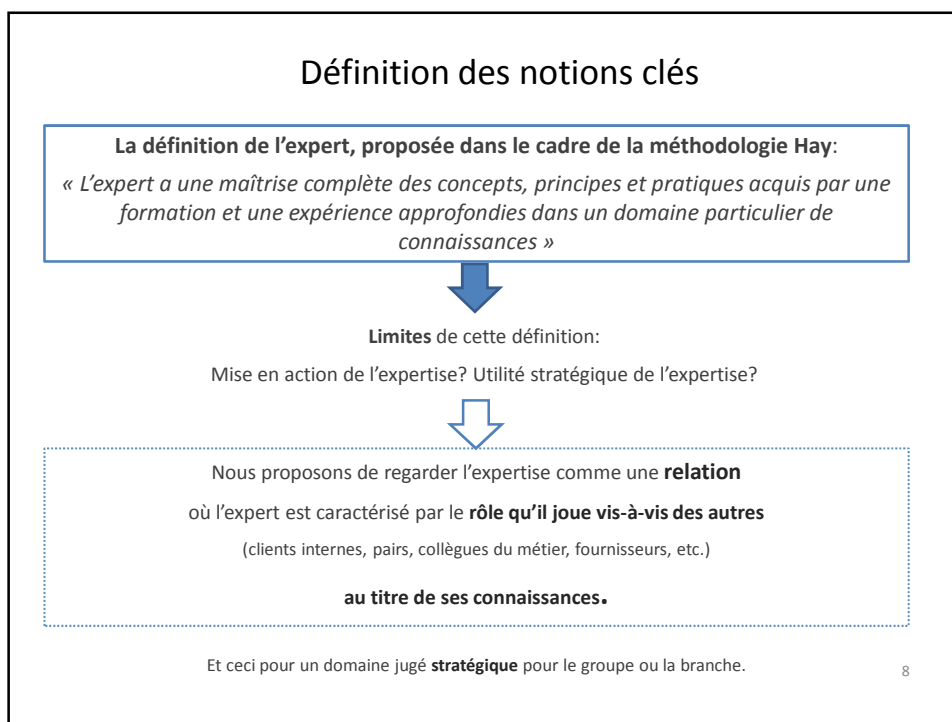 Définition des notions clés
La définition de l’expert, proposée dans le cadre de la méthodologie Hay:
« L’expert a une maîtrise complète des concepts, principes et pratiques acquis par une
formation et une expérience approfondies dans un domaine particulier de
connaissances »
Limites de cette définition:
Mise en action de l’expertise? Utilité stratégique de l’expertise?
Nous proposons de regarder l’expertise comme une relation
où l’expert est caractérisé par le rôle qu’il joue vis-à-vis des autres
(clients internes, pairs, collègues du métier, fournisseurs, etc.)
au titre de ses connaissances.
Et ceci pour un domaine jugé stratégique pour le groupe ou la branche.
8